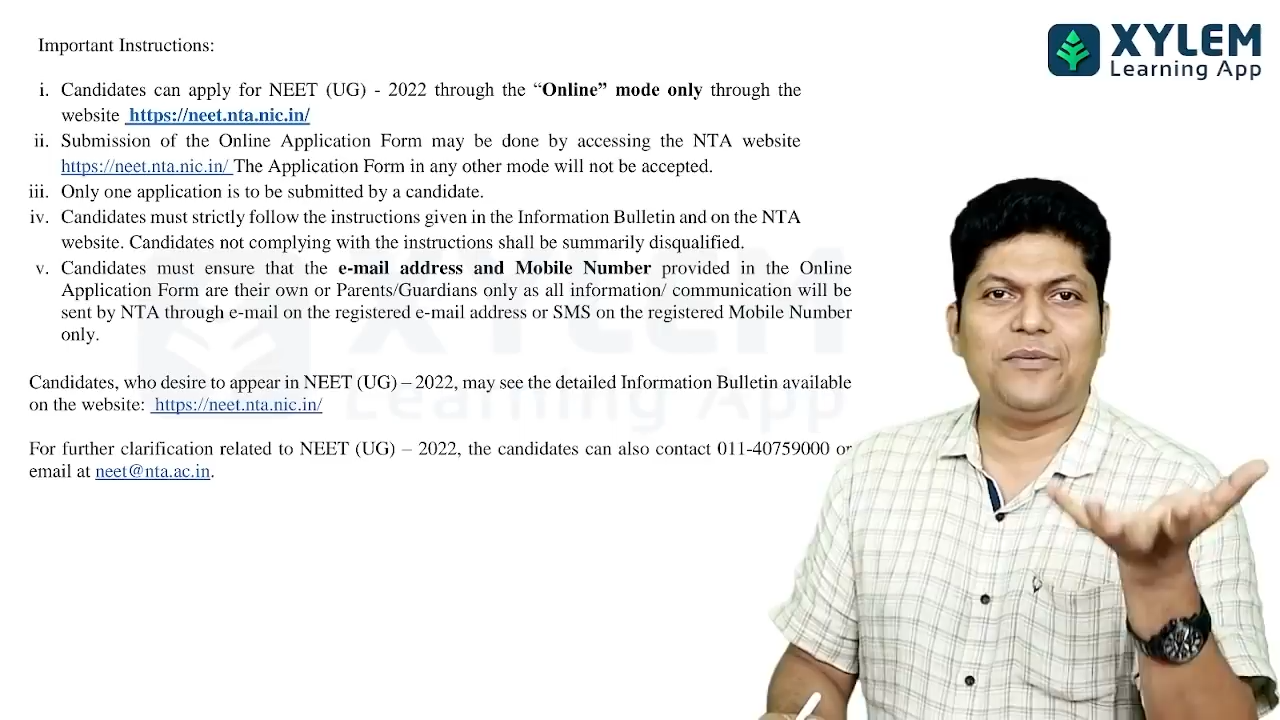 XYLEM
Learning App
Important Instructions:
i. Candidates can apply for NEET (UG) - 2022 through the “Online” mode only through the
website https://neet.nta.nic.in/
ii. Submission of the Online Application Form may be done by accessing the NTA website
https://neet.nta.nic.in/ The Application Form in any other mode will not be accepted.
iii. Only one application is to be submitted by a candidate.
iv. Candidates must strictly follow the instructions given in the Information Bulletin and on the NTA
website. Candidates not complying with the instructions shall be summarily disqualified.
v. Candidates must ensure that the e-mail address and Mobile Number provided in the Online
Application Form are their own or Parents/Guardians only as all information/ communication will be
sent by NTA through e-mail on the registered e-mail address or SMS on the registered Mobile Number
only.
Candidates, who desire to appear in NEET (UG) – 2022, may see the detailed Information Bulletin available
on the website: https://neet.nta.nic.in/
For further clarification related to NEET (UG) – 2022, the candidates can also contact 011-40759000 or
email at neet@nta.ac.in.
XYLEM
Learning App